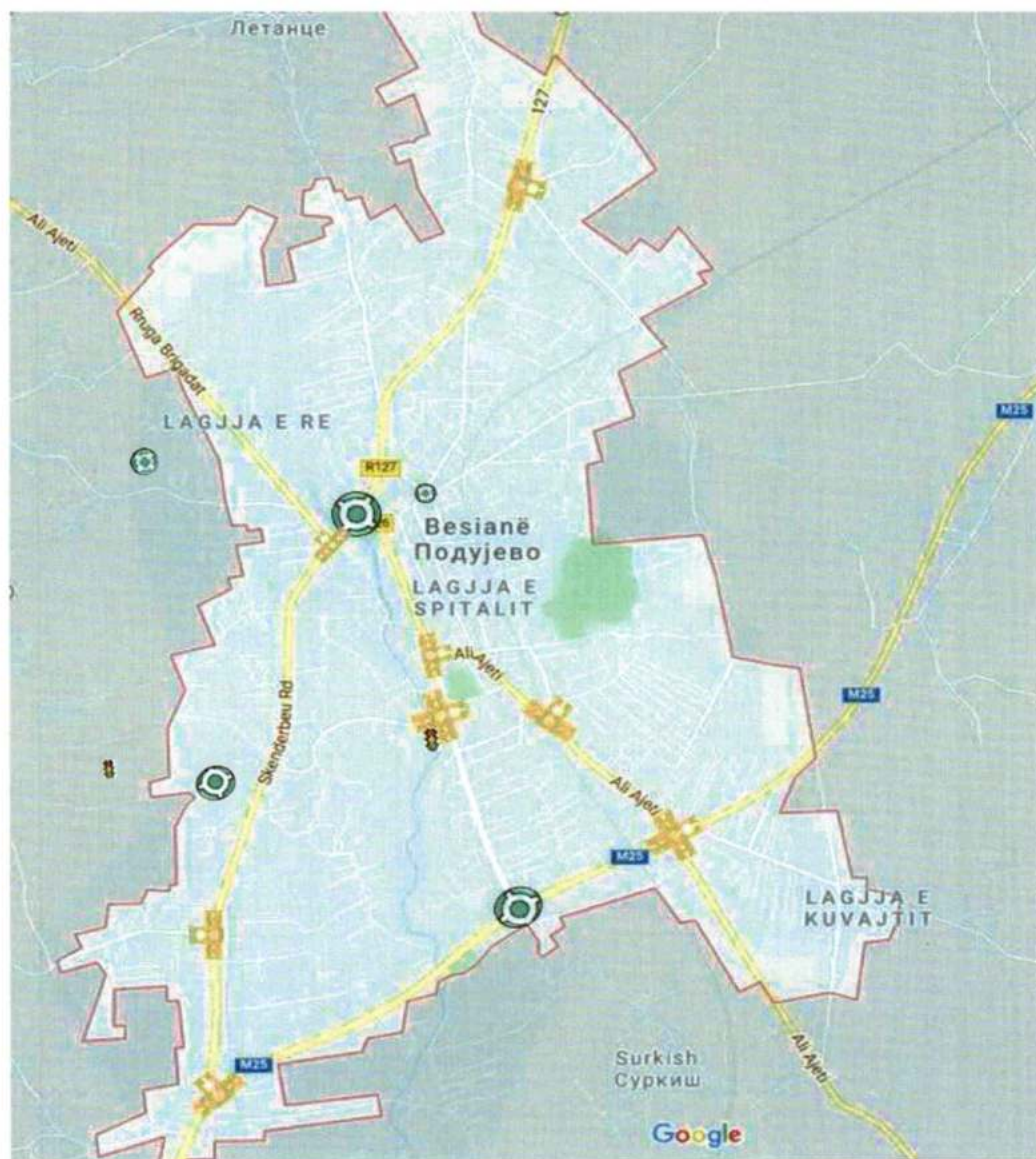 Летанце
127
Ali Ajeti
Rruga Brigadat
LAGJJA E RE
M25
R127
Besianë
Подујево
LAGJJA E
SPITALIT
Ali Ajeti
M25
Skenderbeu Rd
Ali Ajeti
M25
LAGJJA E
KUVAJTIT
M25
Surkish
Суркиш
Ali Ajeti
Google